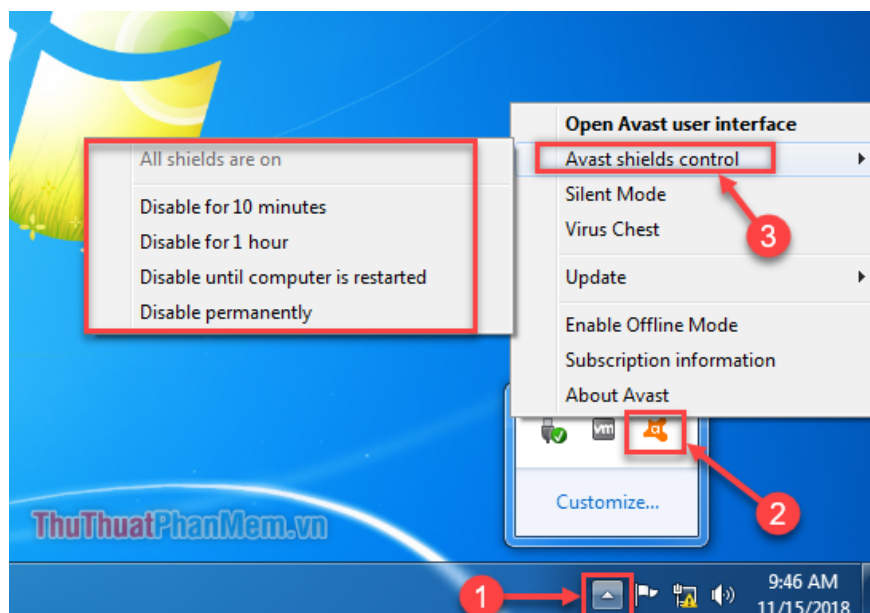 Open Avast user interface
All shields are on
Avast shields control
Silent Mode
Disable for 10 minutes
Virus Chest
3
Disable for 1 hour
Disable until computer is restarted
Update
Disable permanently
Enable Offline Mode
Subscription information
About Avast
vm
a
Customize...
2
ThuThuatPhanMem.vn
1
9:46 AM
11/15/2018